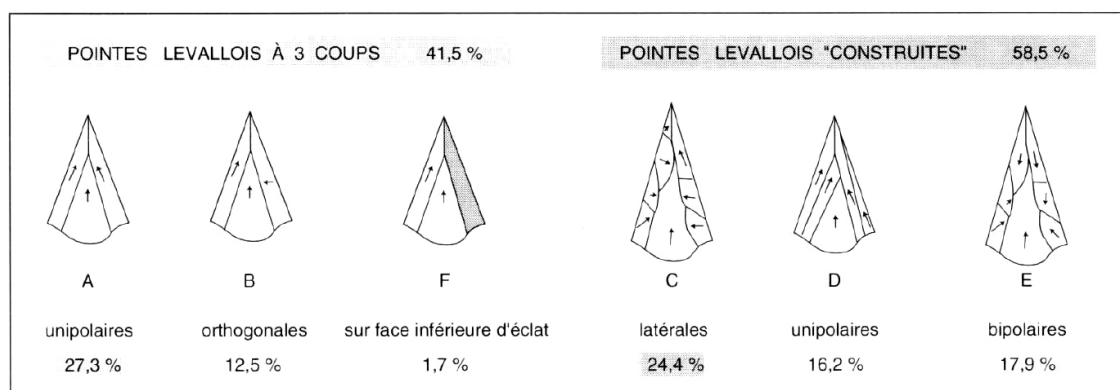 POINTES LEVALLOIS À 3 COUPS 41,5 %
POINTES LEVALLOIS "CONSTRUITES" 58,5 %
A B F C D E
unipolaires orthogonales sur face inférieure d'éclat latérales unipolaires bipolaires
27,3 % 12,5 % 1,7 % 24,4 % 16,2 % 17,9 %